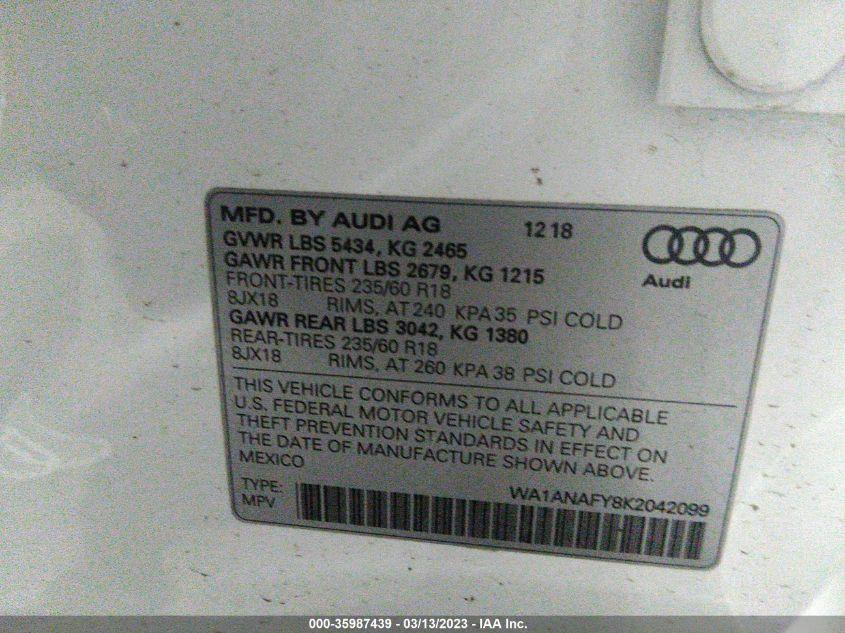 MFD. BY AUDI AG 1218
GVWR LBS 5434, KG 2465
GAWR FRONT LBS 2679, KG 1215
FRONT-TIRES 235/60 R18
8JX18 RIMS, AT 240 KPA 35 PSI COLD
GAWR REAR LBS 3042, KG 1380
REAR-TIRES 235/60 R18
8JX18 RIMS, AT 260 KPA 38 PSI COLD
Audi
THIS VEHICLE CONFORMS TO ALL APPLICABLE
U.S. FEDERAL MOTOR VEHICLE SAFETY AND
THEFT PREVENTION STANDARDS IN EFFECT ON
THE DATE OF MANUFACTURE SHOWN ABOVE.
MEXICO
TYPE: WA1ANAFY8K2042099
MPV
000-35987439 - 03/13/2023 - IAA Inc.